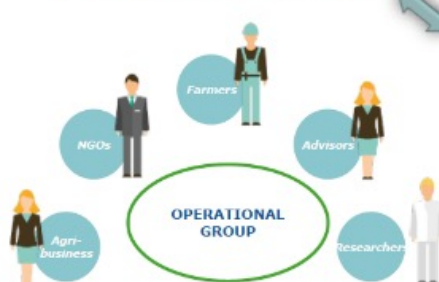 Farmers
NGOs
Advisors
OPERATIONAL
GROUP
Agri-
business
Researchers